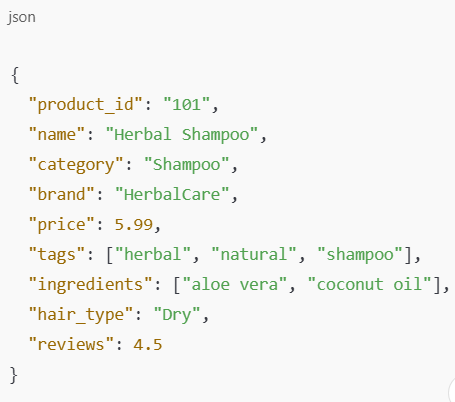 json
{
"product_id": "101",
"name": "Herbal Shampoo",
"category": "Shampoo",
"brand": "HerbalCare",
"price": 5.99,
"tags": ["herbal", "natural", "shampoo"],
"ingredients": ["aloe vera", "coconut oil"],
"hair_type": "Dry",
"reviews": 4.5
}